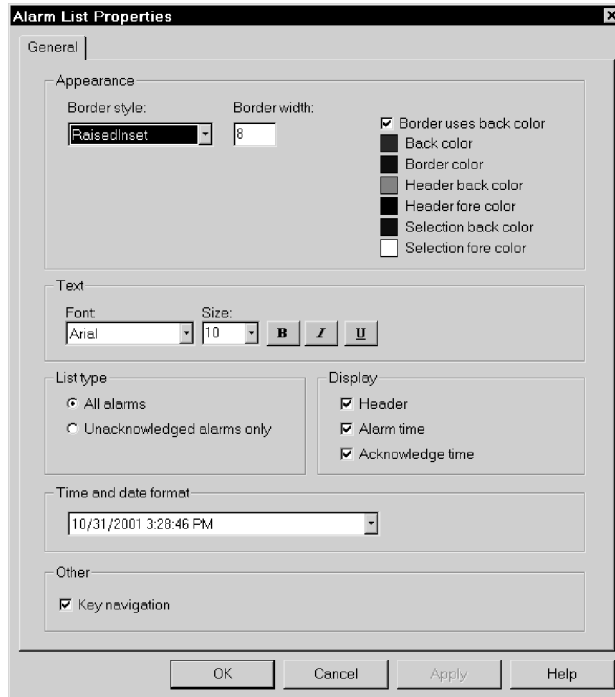 Alarm List Properties
General
Appearance
Border style:
Border width:
RaisedInset
8
Border uses back color
Back color
Border color
Header back color
Header fore color
Selection back color
Selection fore color
Text
Font:
Size:
Arial
10
B
I
U
List type
All alarms
Unacknowledged alarms only
Display
Header
Alarm time
Acknowledge time
Time and date format
10/31/2001 3:28:46 PM
Other
Key navigation
OK
Cancel
Apply
Help